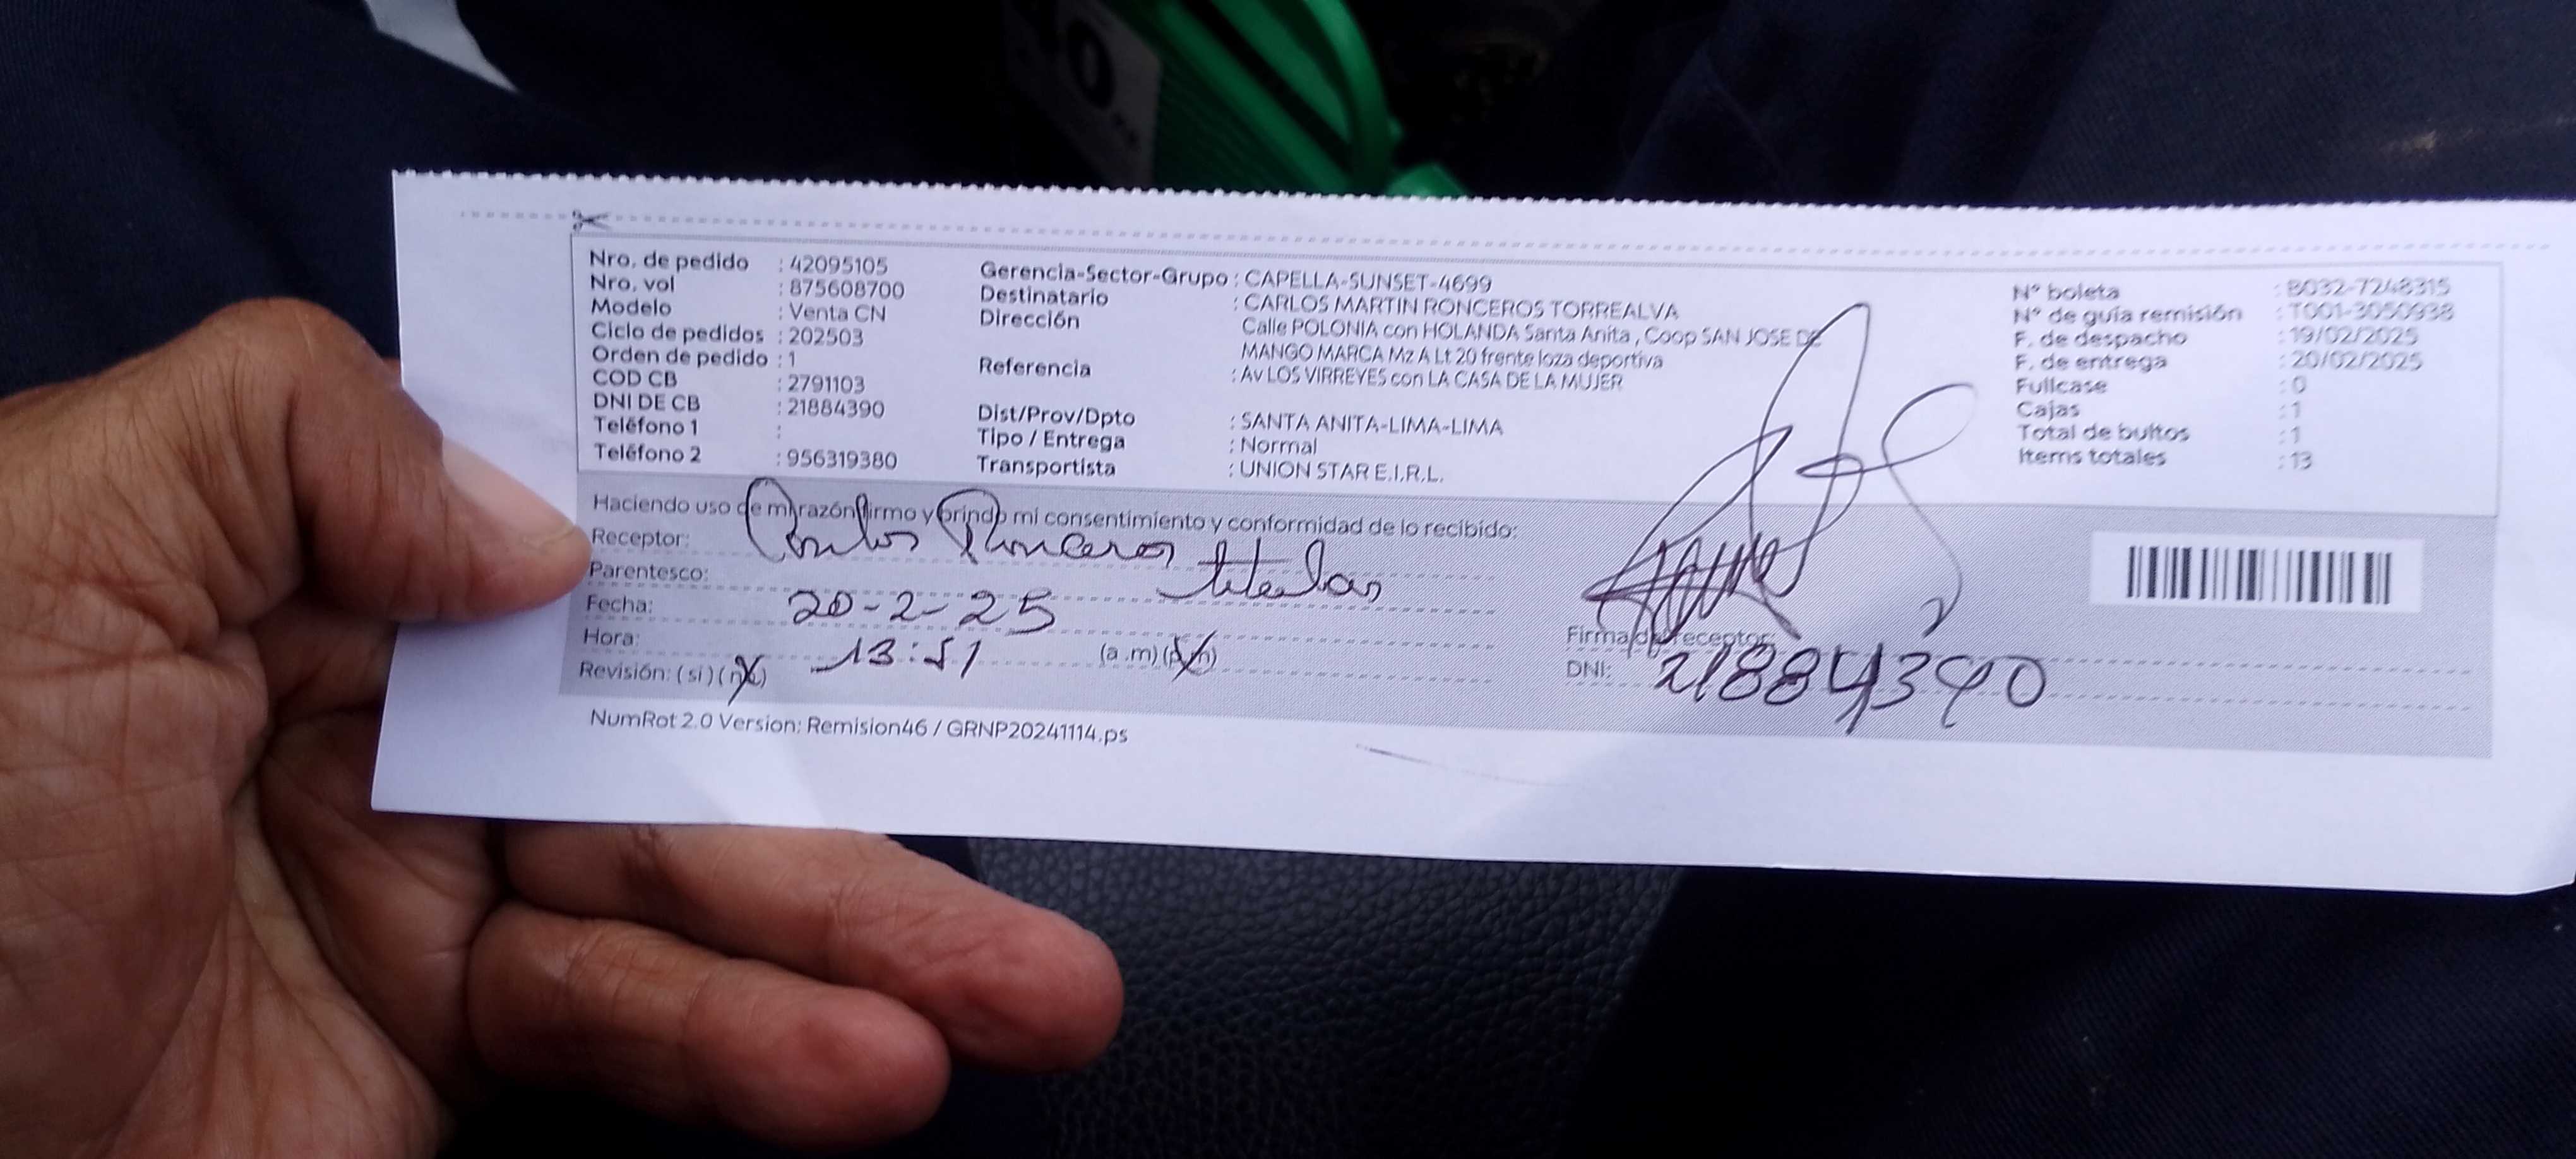 Nro. de pedido : 42095105
Nro. vol : 875608700
Modelo : Venta CN
Ciclo de pedidos : 202503
Orden de pedido : 1
COD CB : 2791103
DNI DE CB : 21884390
Teléfono 1 :
Teléfono 2 : 956319380
Gerencia-Sector-Grupo : CAPELLA-SUNSET-4699
Destinatario : CARLOS MARTIN RONCEROS TORREALVA
Dirección Calle POLONIA con HOLANDA Santa Anita , Coop SAN JOSE DE
MANGO MARCA Mz A Lt 20 frente loza deportiva
Referencia : Av LOS VIRREYES con LA CASA DE LA MUJER
Dist/Prov/Dpto : SANTA ANITA-LIMA-LIMA
Tipo / Entrega : Normal
Transportista : UNION STAR E.I.R.L.
N° boleta : B032-7248315
N° de guía remisión : T001-3050938
F. de despacho : 19/02/2025
F. de entrega : 20/02/2025
Fullcase : 0
Cajas : 1
Total de bultos : 1
Items totales : 13
Haciendo uso de mi razón firmo y brindo mi consentimiento y conformidad de lo recibido:
Receptor: Carlos Ronceros
Parentesco: titular
Fecha: 20-2-25
Hora: 13:51 (a.m) (p.m)
Revisión: (si) (no)
Firma del receptor:
DNI: 21884390
NumRot 2.0 Version: Remision46 / GRNP20241114.ps